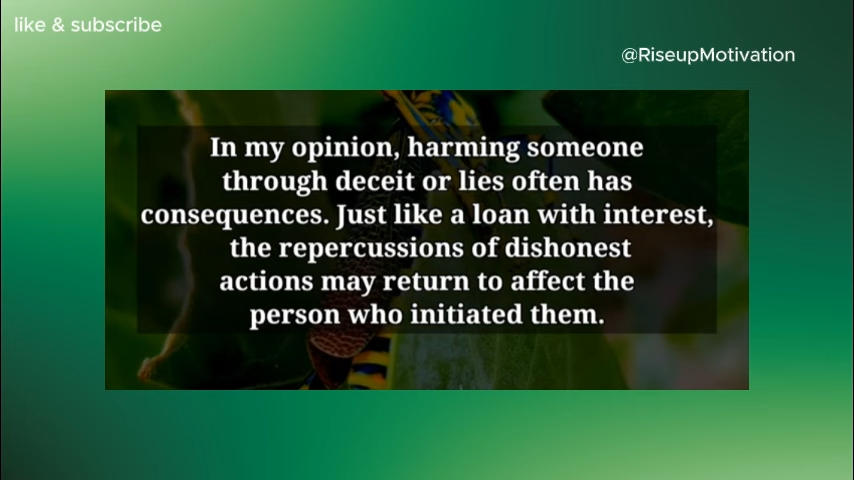 like & subscribe
@RiseupMotivation
In my opinion, harming someone
through deceit or lies often has
consequences. Just like a loan with interest,
the repercussions of dishonest
actions may return to affect the
person who initiated them.